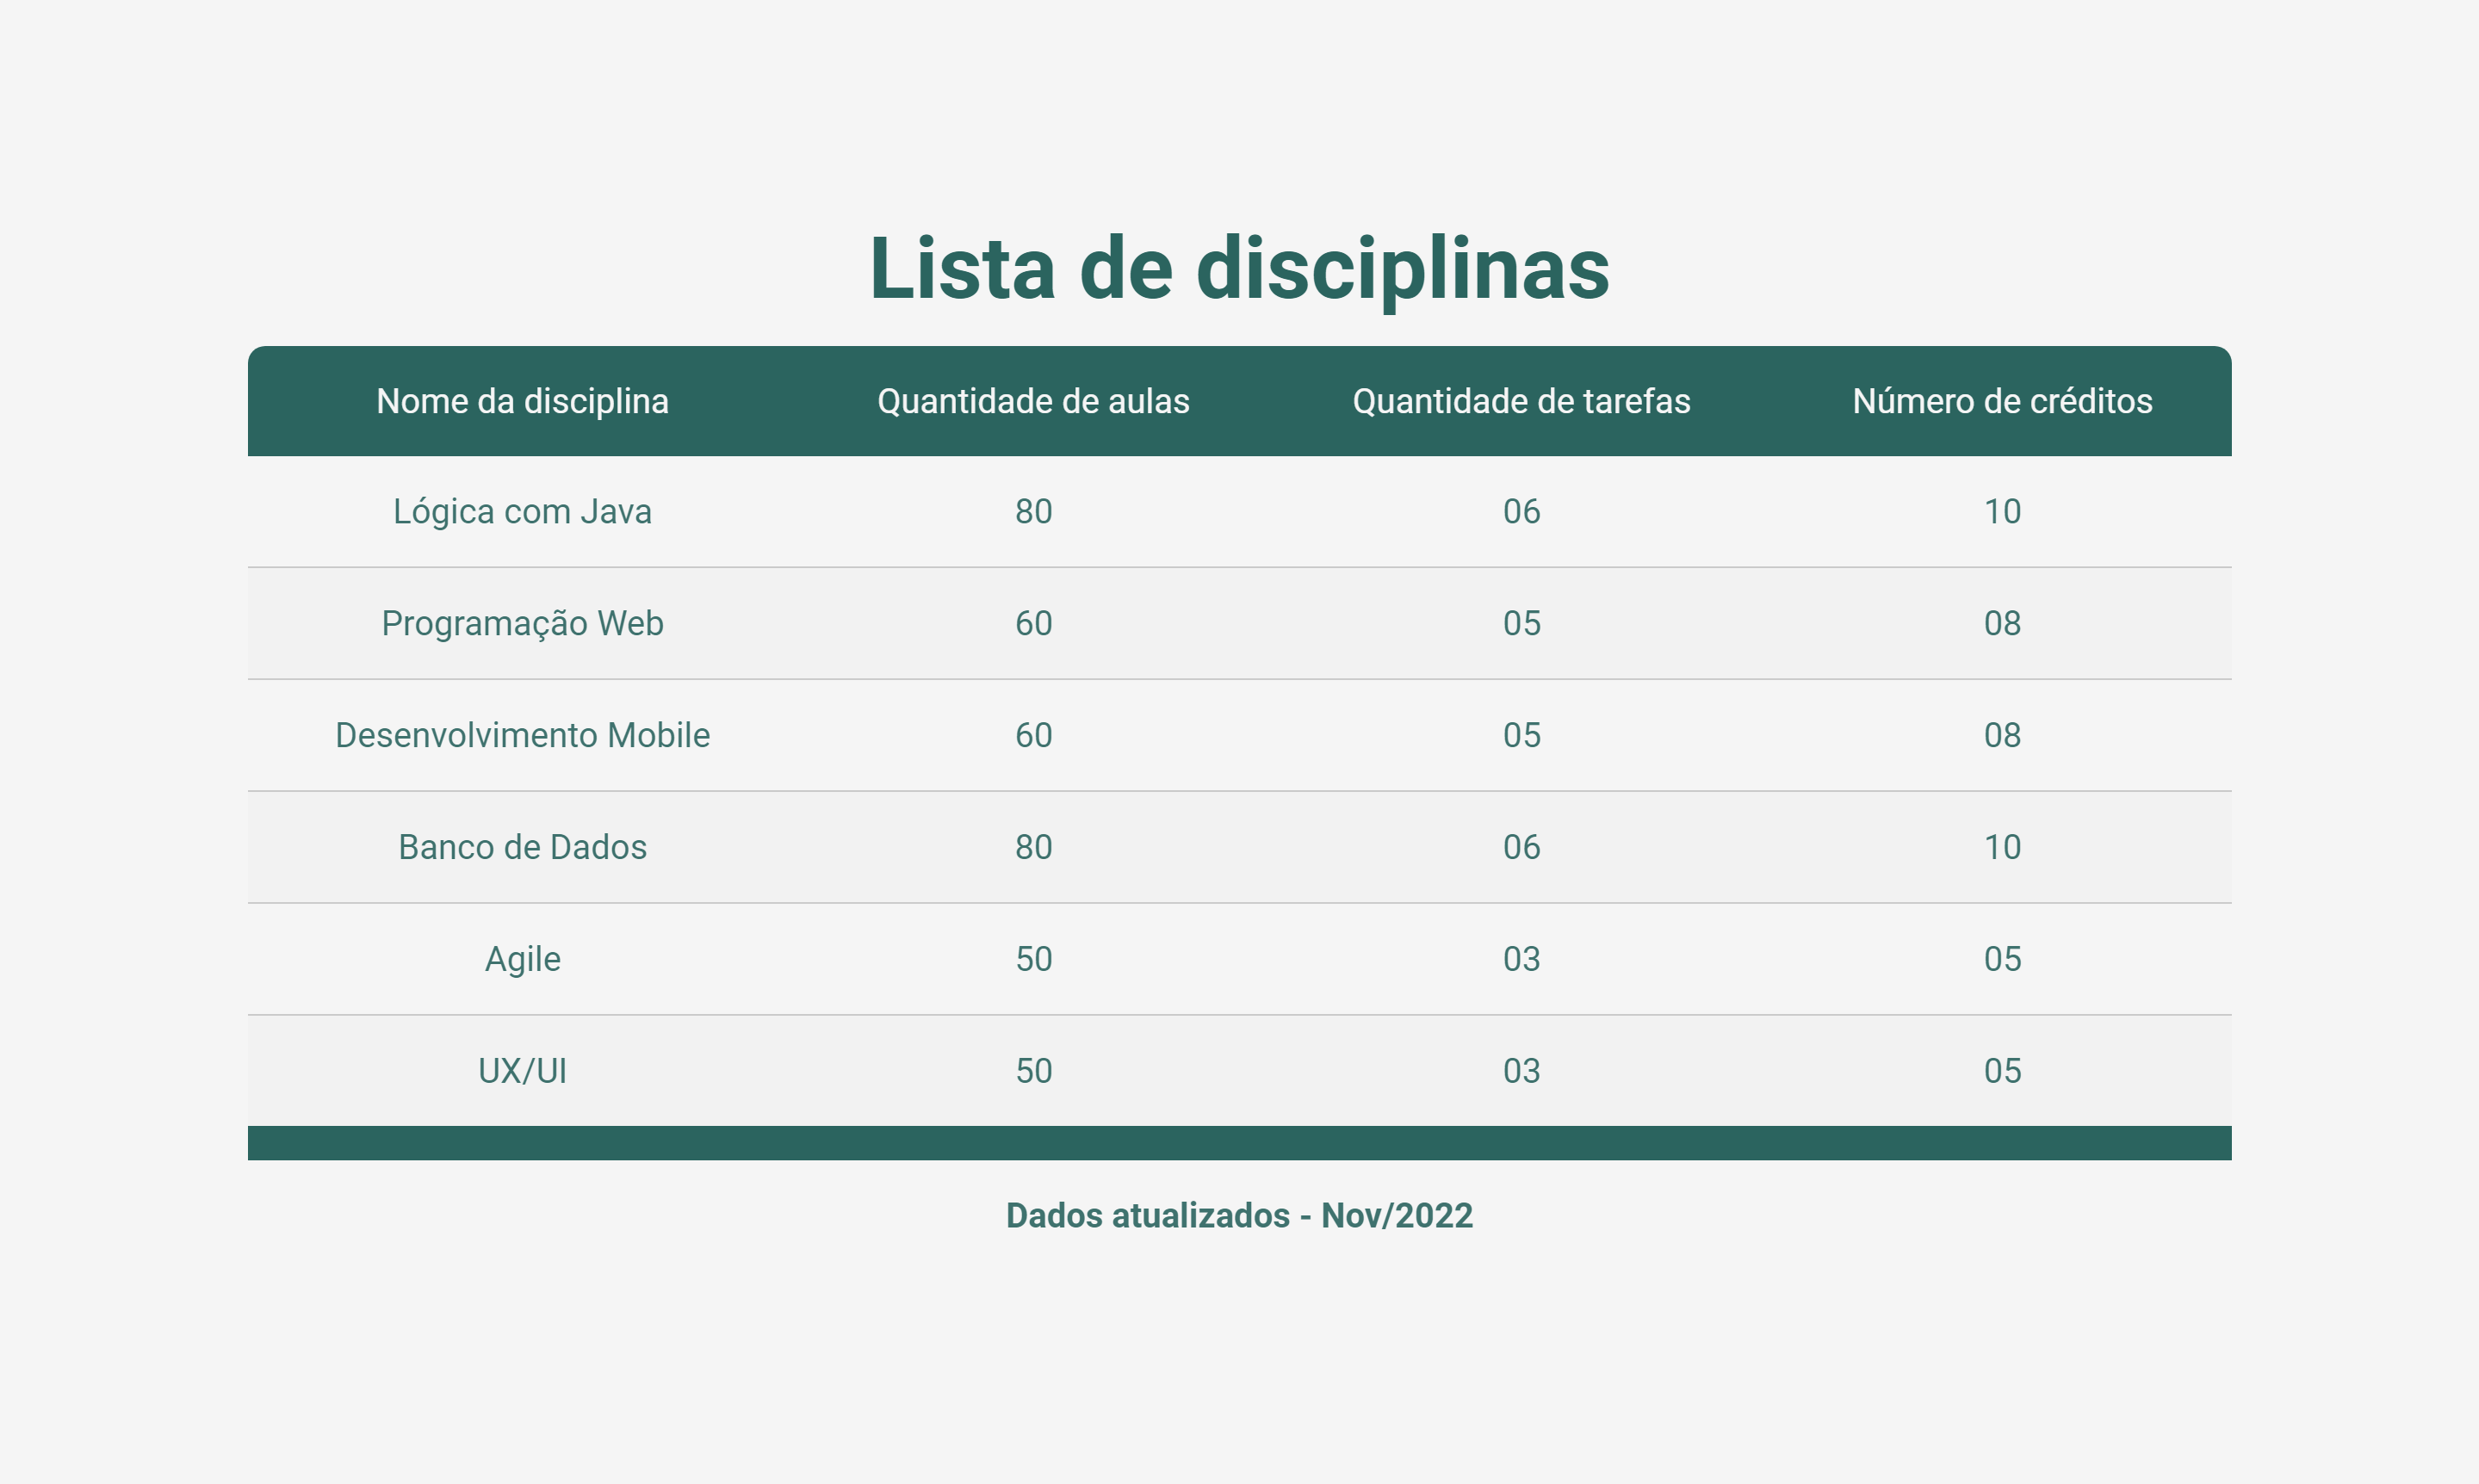 Lista de disciplinas
Nome da disciplina Quantidade de aulas Quantidade de tarefas Número de créditos
Lógica com Java 80 06 10
Programação Web 60 05 08
Desenvolvimento Mobile 60 05 08
Banco de Dados 80 06 10
Agile 50 03 05
UX/UI 50 03 05
Dados atualizados - Nov/2022